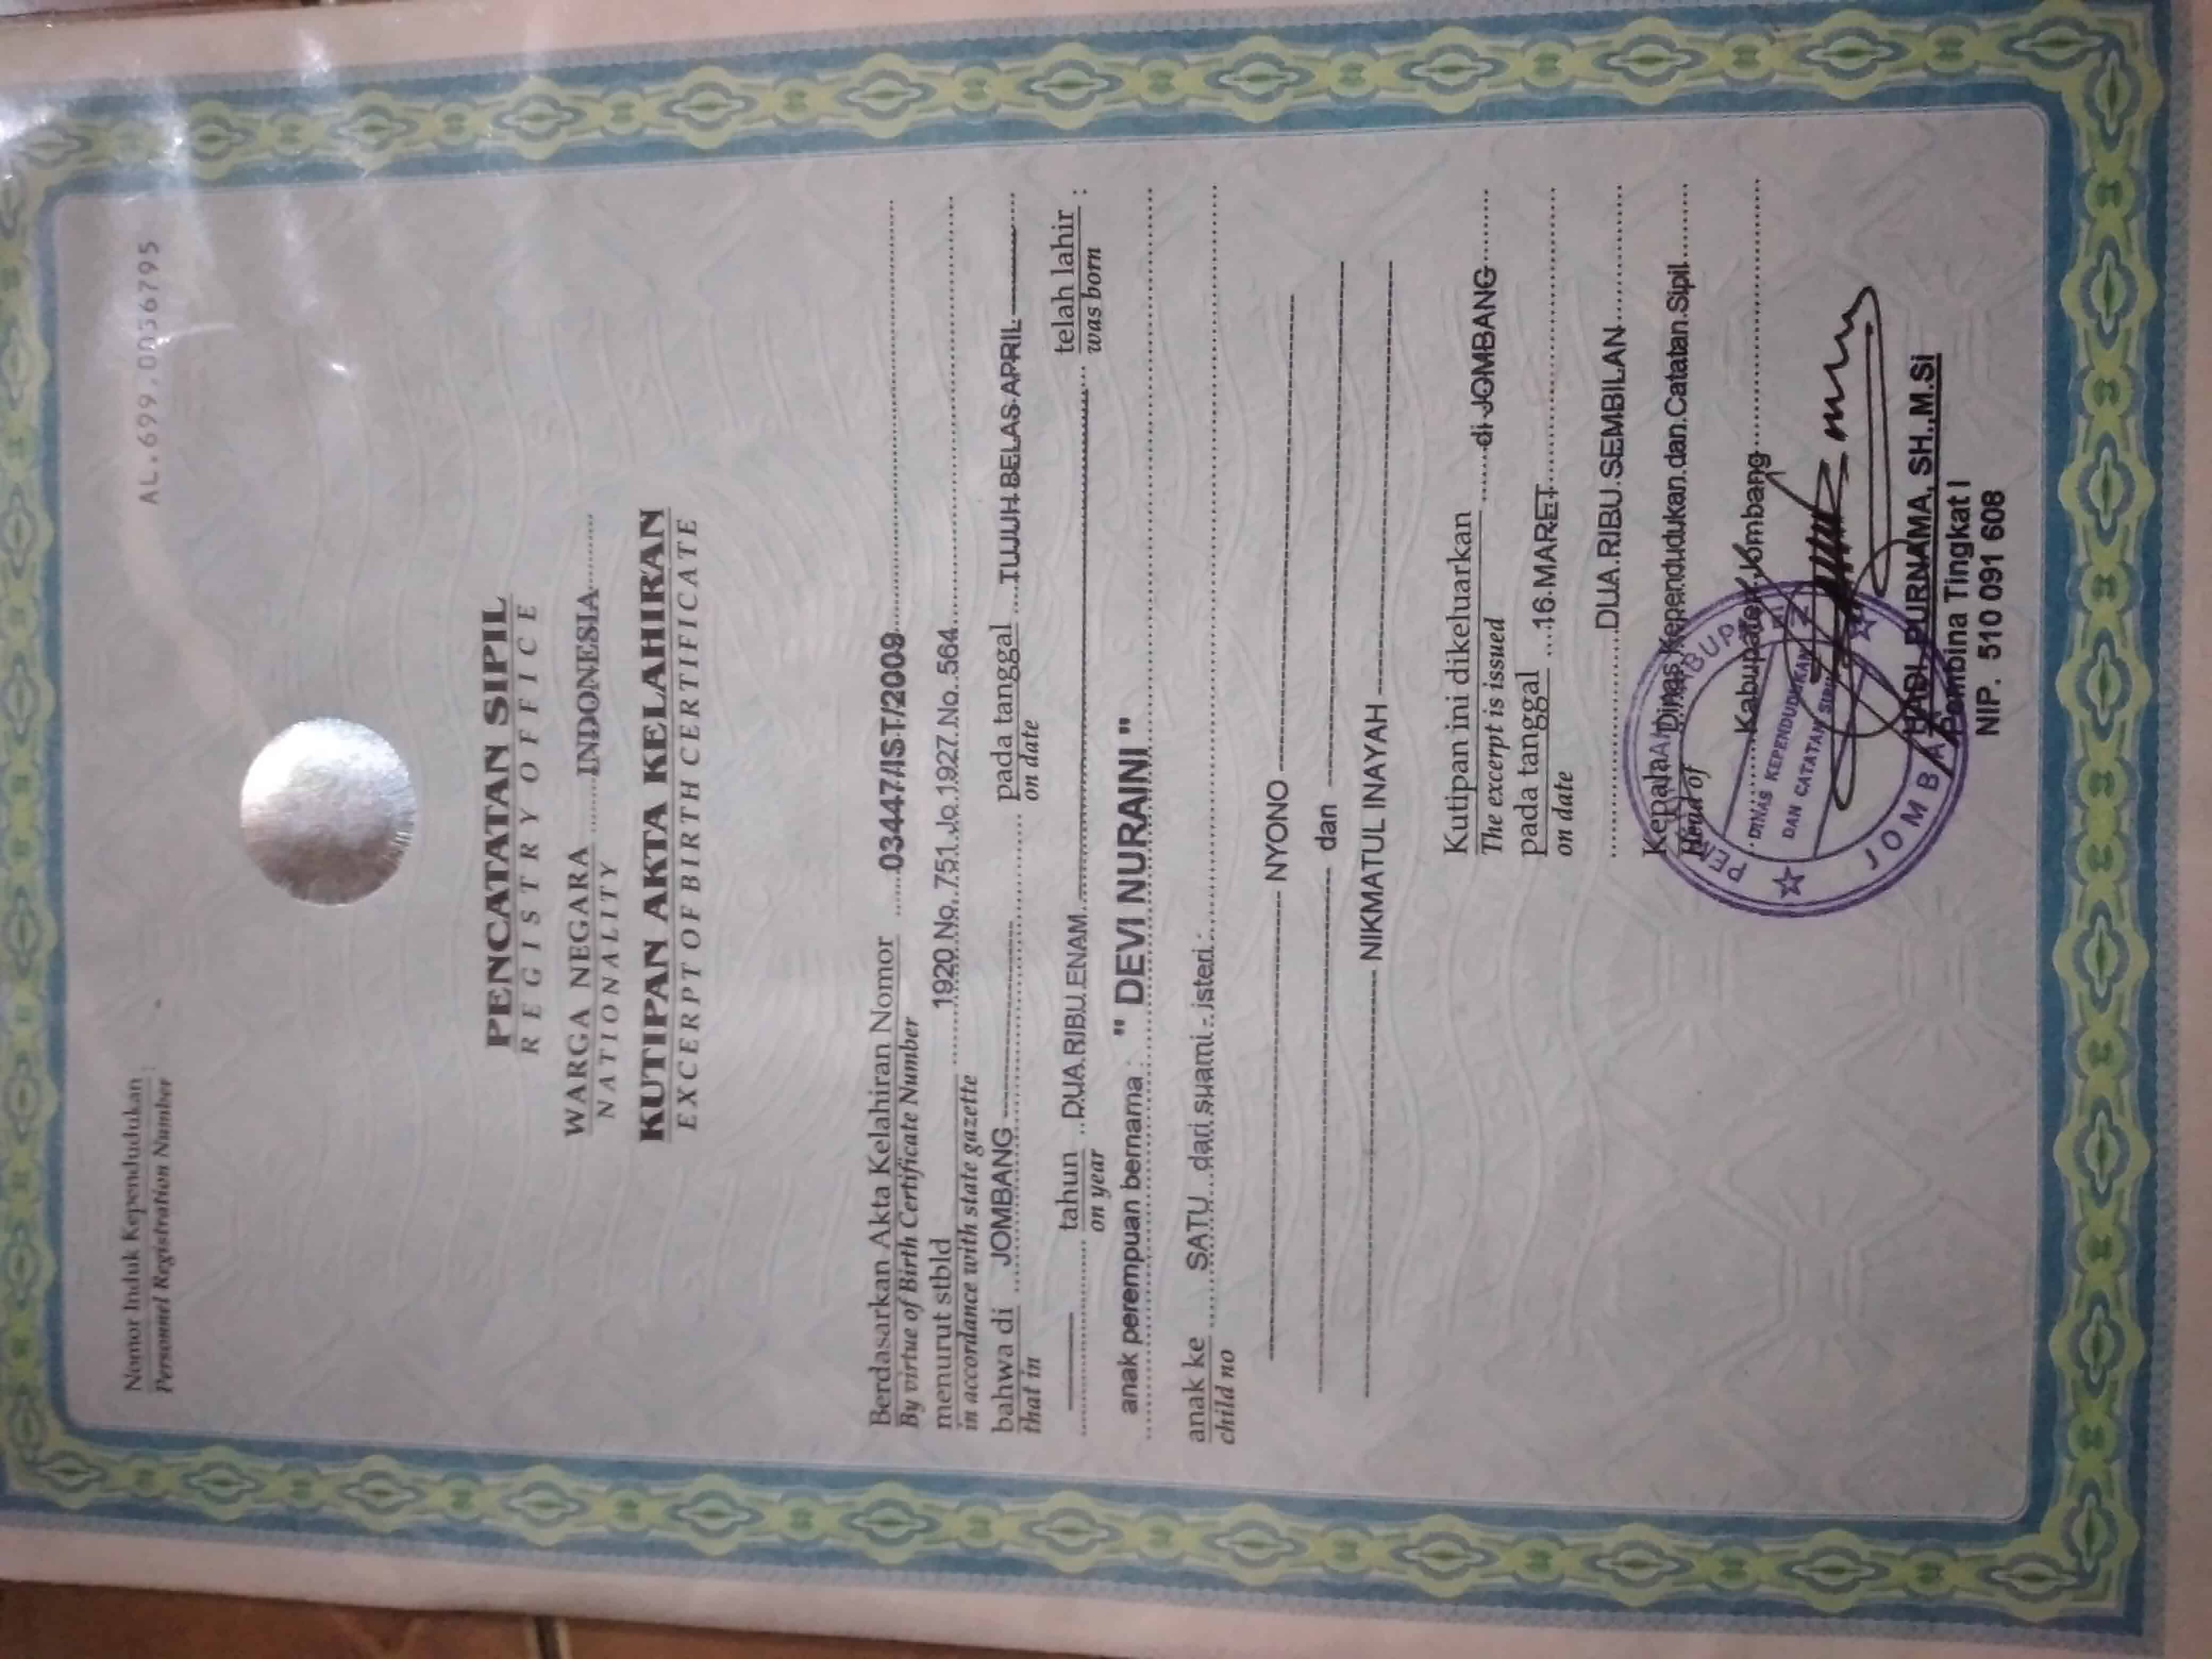 Nomor Induk Kependudukan :
Personnel Registration Number
AL.699.0036795
PENCATATAN SIPIL
REGISTRY OFFICE
WARGA NEGARA INDONESIA
NATIONALITY
KUTIPAN AKTA KELAHIRAN
EXCERPT OF BIRTH CERTIFICATE
Berdasarkan Akta Kelahiran Nomor 03447/IST/2009
By virtue of Birth Certificate Number
menurut stbld 1920 No. 751 Jo 1927 No. 564
in accordance with state gazette
bahwa di JOMBANG pada tanggal TUJUH BELAS APRIL
that in on date
tahun DUA RIBU ENAM telah lahir :
on year was born
anak perempuan bernama : " DEVI NURAINI "
anak ke SATU dari suami - isteri :
child no
NYONO
dan
NIKMATUL INAYAH
Kutipan ini dikeluarkan di JOMBANG
The excerpt is issued
pada tanggal 16 MARET
on date
DUA RIBU SEMBILAN
Kepala Dinas Kependudukan dan Catatan Sipil
Head of
Kabupaten Jombang
DINAS KEPENDUDUKAN
DAN CATATAN SIPIL
HADI PURNAMA, SH.,M.Si
Pembina Tingkat I
NIP. 510 091 608